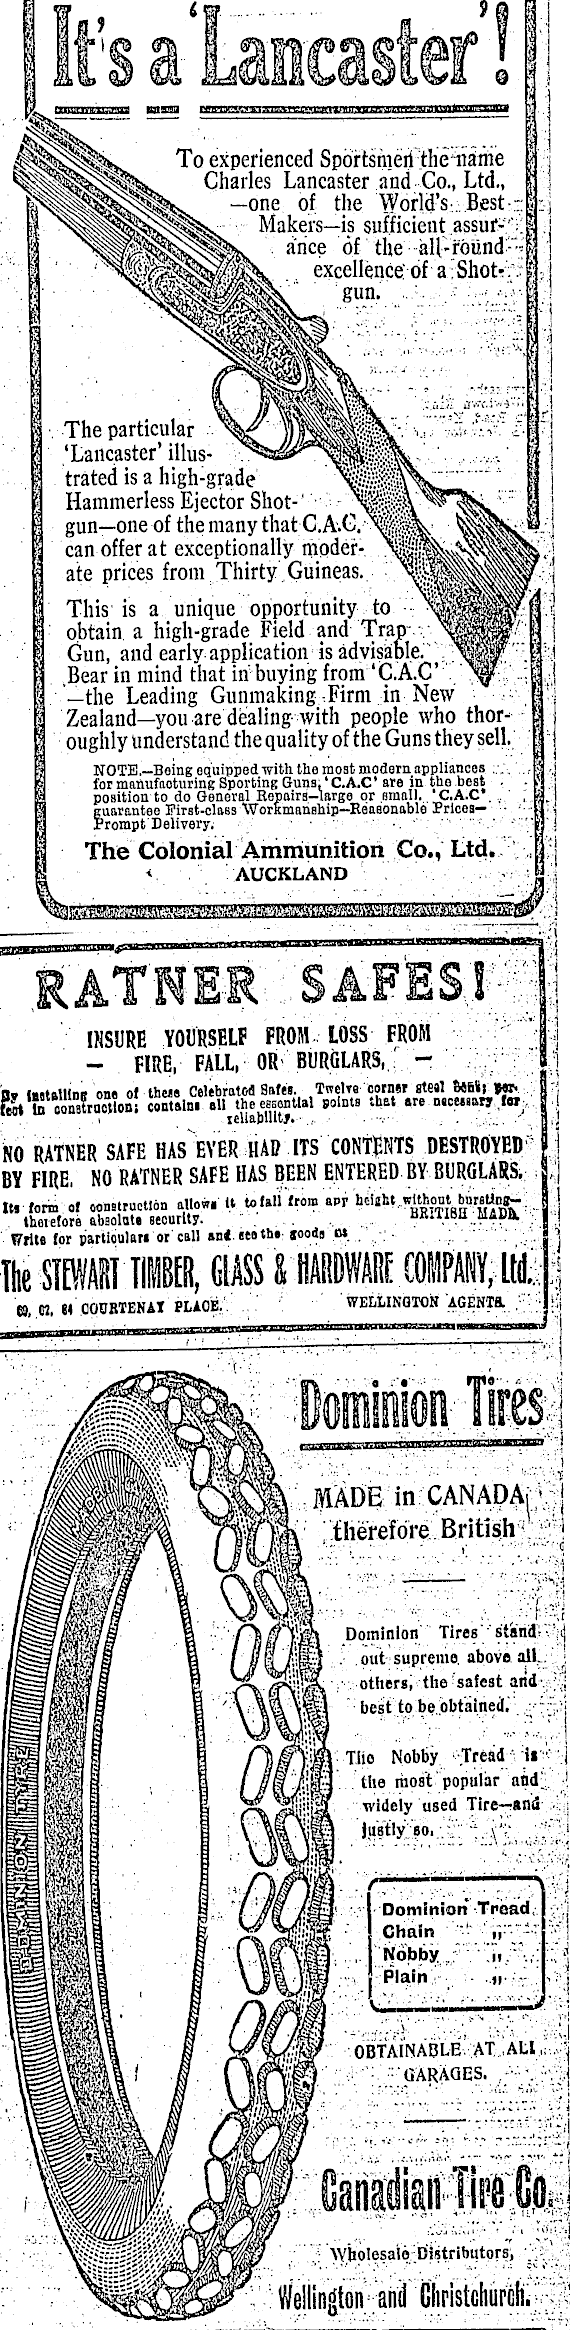 It's a 'Lancaster'!
To experienced Sportsmen the name
Charles Lancaster and Co., Ltd.,
—one of the World's Best
Makers—is sufficient assur-
ance of the all-round
excellence of a Shot-
gun.
The particular
'Lancaster' illus-
trated is a high-grade
Hammerless Ejector Shot-
gun—one of the many that C.A.C.
can offer at exceptionally moder-
ate prices from Thirty Guineas.
This is a unique opportunity to
obtain a high-grade Field and Trap
Gun, and early application is advisable.
Bear in mind that in buying from 'C.A.C'
—the Leading Gunmaking Firm in New
Zealand—you are dealing with people who thor-
oughly understand the quality of the Guns they sell.
NOTE.—Being equipped with the most modern appliances
for manufacturing Sporting Guns, 'C.A.C' are in the best
position to do General Repairs—large or small. 'C.A.C'
guarantee First-class Workmanship—Reasonable Prices—
Prompt Delivery.
The Colonial Ammunition Co., Ltd.
AUCKLAND
RATNER SAFES!
INSURE YOURSELF FROM LOSS FROM
— FIRE, FALL, OR BURGLARS, —
By installing one of these Celebrated Safes. Twelve corner steel bent; per-
fect in construction; contains all the essential points that are necessary for
reliability.
NO RATNER SAFE HAS EVER HAD ITS CONTENTS DESTROYED
BY FIRE. NO RATNER SAFE HAS BEEN ENTERED BY BURGLARS.
Its form of construction allows it to fall from any height without bursting—
therefore absolute security. BRITISH MADE.
Write for particulars or call and see the goods at
The STEWART TIMBER, GLASS & HARDWARE COMPANY, Ltd.
60, 62, 64 COURTENAY PLACE. WELLINGTON AGENTS.
Dominion Tires
MADE in CANADA
therefore British
Dominion Tires stand
out supreme above all
others, the safest and
best to be obtained.
The Nobby Tread is
the most popular and
widely used Tire—and
justly so.
Dominion Tread
Chain „
Nobby „
Plain „
DOMINION TIRE
OBTAINABLE AT ALL
GARAGES.
Canadian Tire Co.
Wholesale Distributors,
Wellington and Christchurch.